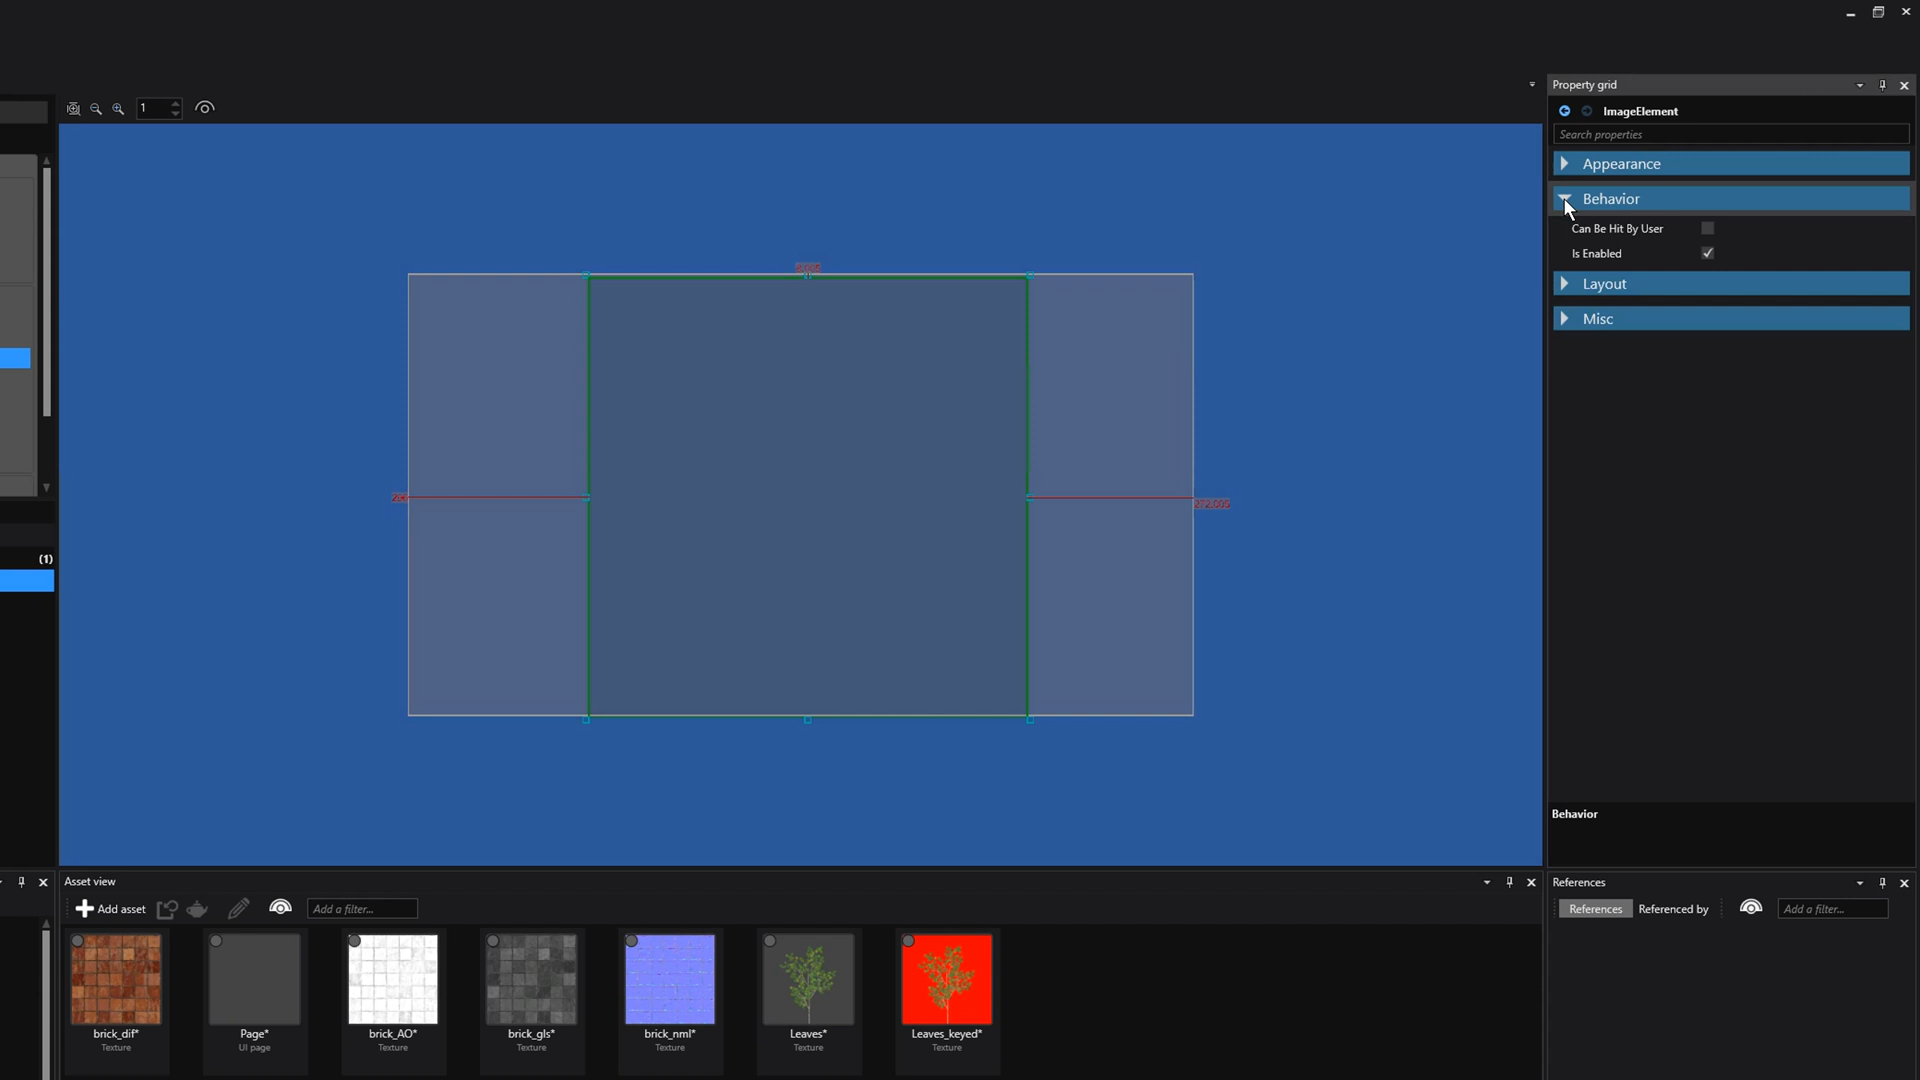 Property grid
1
ImageElement
Search properties
Appearance
Behavior
Can Be Hit By User
Is Enabled
Layout
Misc
(1)
Behavior
Asset view
References
Add asset
Add a filter...
References
Referenced by
Add a filter...
brick_dif*
Texture
Page*
UI page
brick_AO*
Texture
brick_gls*
Texture
brick_nml*
Texture
Leaves*
Texture
Leaves_keyed*
Texture